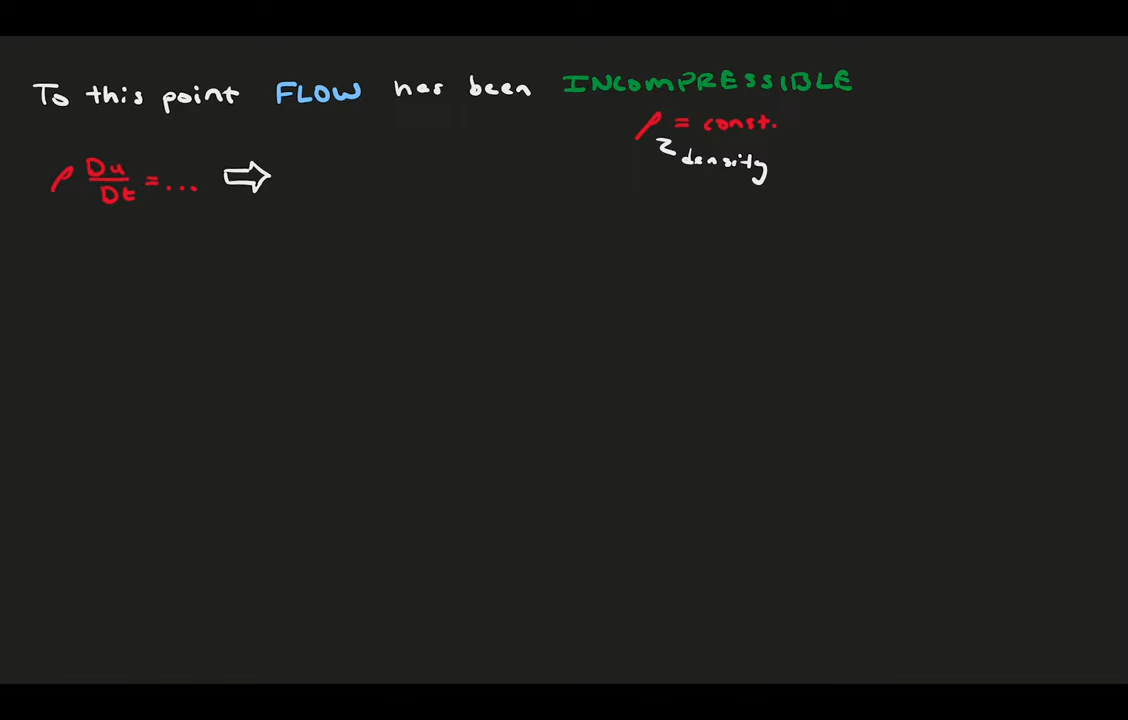 To this point FLOW has been INCOMPRESSIBLE
ρ = const.
density
ρ Du/Dt = ... ⇨